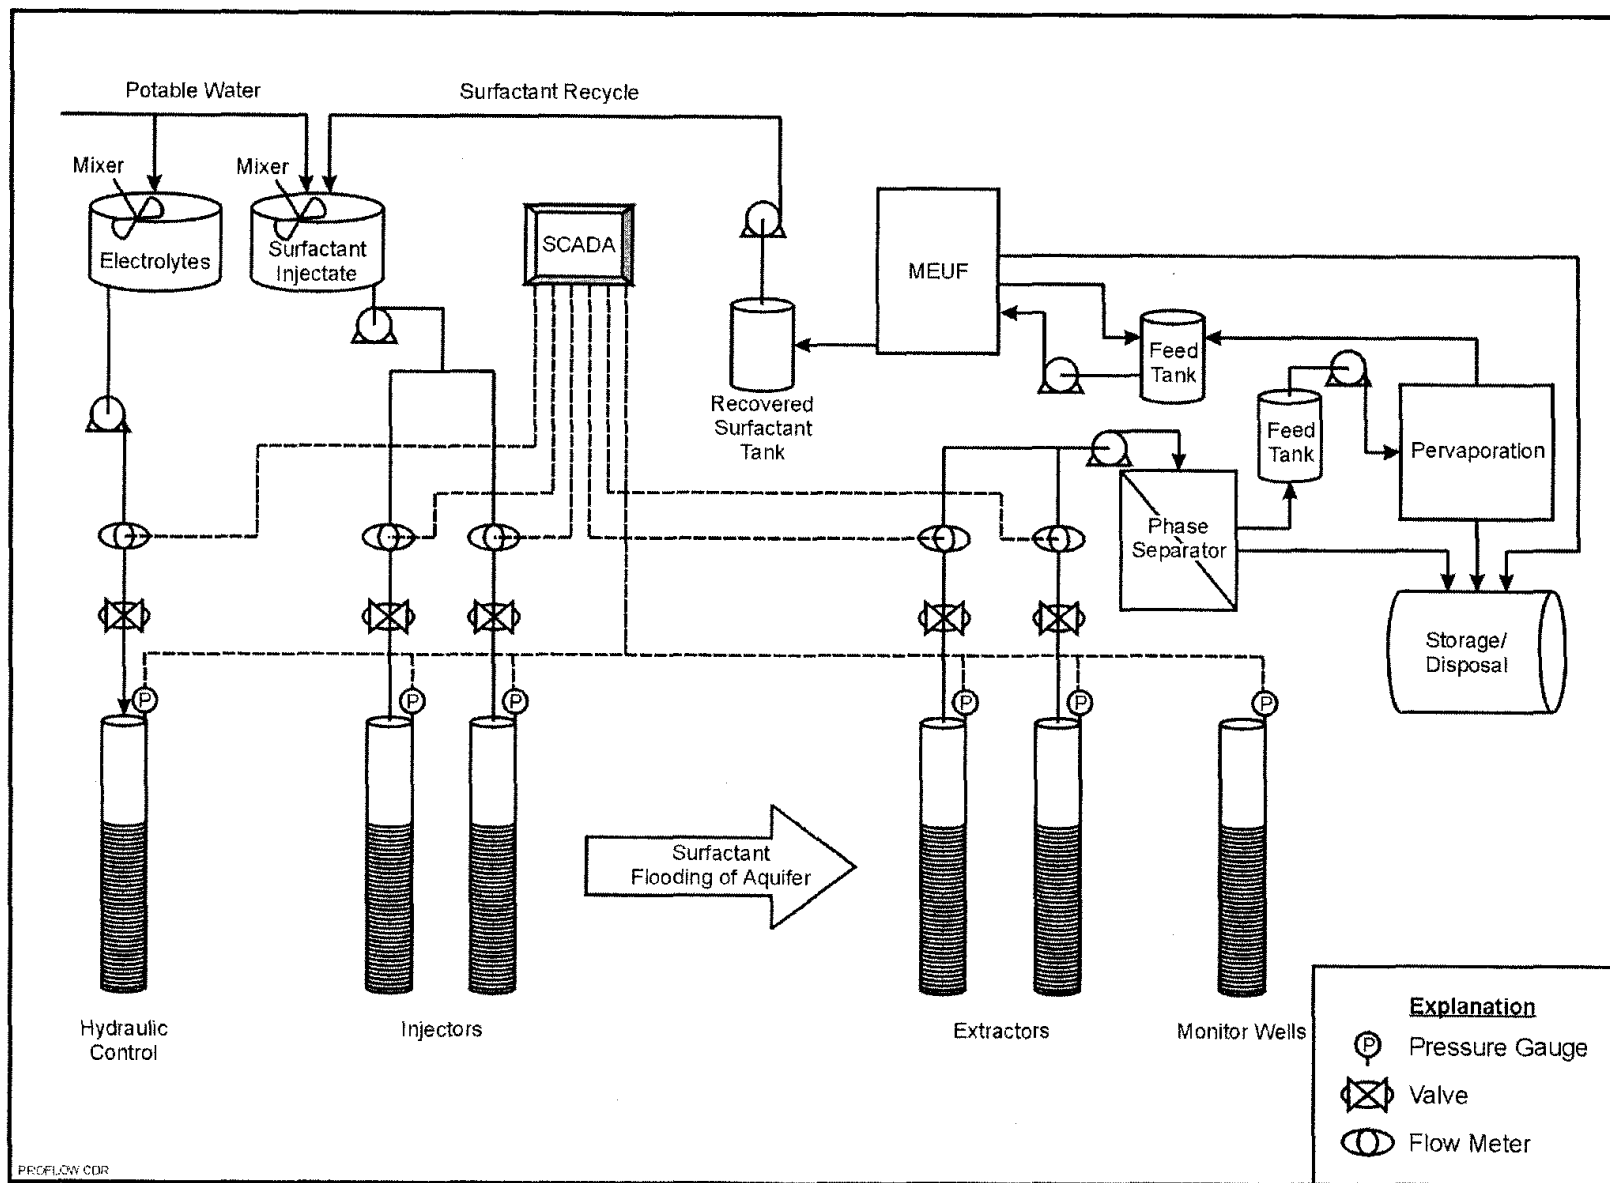 Potable Water
Surfactant Recycle
Mixer
Mixer
Electrolytes
Surfactant
Injectate
SCADA
MEUF
Feed
Tank
Recovered
Surfactant
Tank
Feed
Tank
Pervaporation
Phase
Separator
Storage/
Disposal
P
P
P
P
P
P
Surfactant
Flooding of Aquifer
Hydraulic
Control
Injectors
Extractors
Monitor Wells
Explanation
P Pressure Gauge
Valve
Flow Meter
PROFLOW.CDR